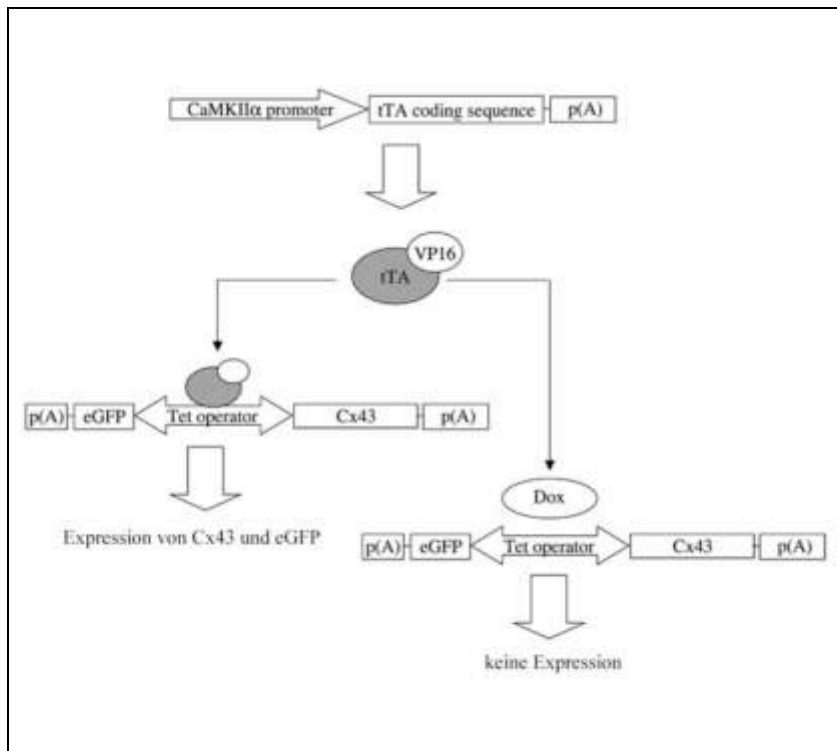 CaMKIIα promoter tTA coding sequence p(A)
VP16
tTA
p(A) eGFP Tet operator Cx43 p(A)
Dox
Expression von Cx43 und eGFP
p(A) eGFP Tet operator Cx43 p(A)
keine Expression